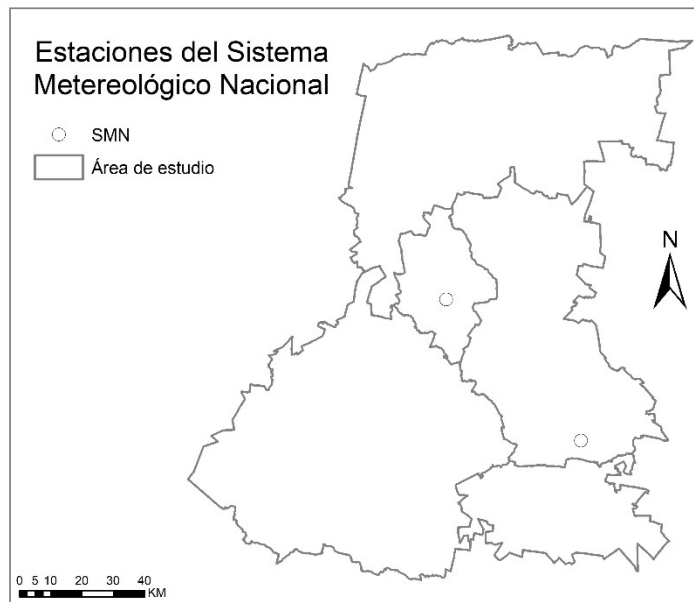 Estaciones del Sistema
Metereológico Nacional
SMN
Área de estudio
N
0 5 10 20 30 40
KM